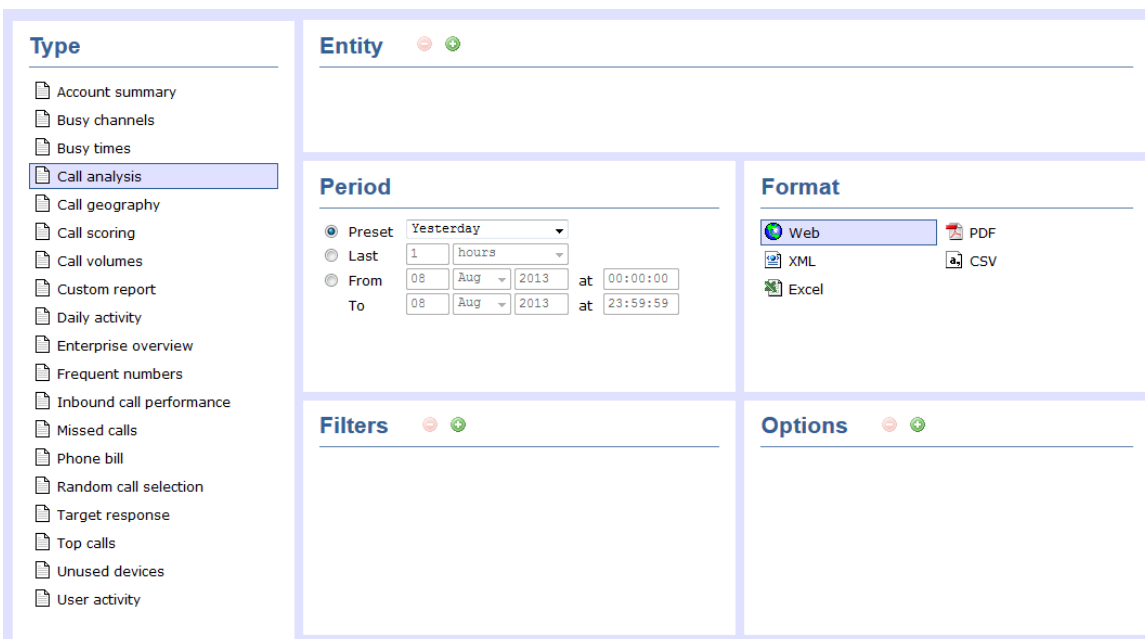 Type
Account summary
Busy channels
Busy times
Call analysis
Call geography
Call scoring
Call volumes
Custom report
Daily activity
Enterprise overview
Frequent numbers
Inbound call performance
Missed calls
Phone bill
Random call selection
Target response
Top calls
Unused devices
User activity
Entity
Period
Preset Yesterday
Last 1 hours
From 08 Aug 2013 at 00:00:00
To 08 Aug 2013 at 23:59:59
Format
Web PDF
XML a, CSV
Excel
Filters
Options